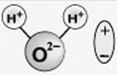 H⁺ H⁺
+
O²⁻
−